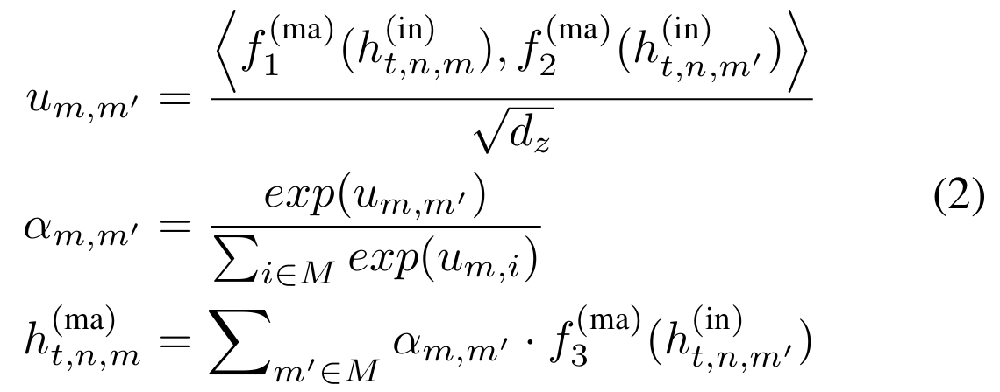 u_{m,m'} = \frac{\left\langle f_1^{(\text{ma})}(h_{t,n,m}^{(\text{in})}), f_2^{(\text{ma})}(h_{t,n,m'}^{(\text{in})}) \right\rangle}{\sqrt{d_z}}
\alpha_{m,m'} = \frac{exp(u_{m,m'})}{\sum_{i \in M} exp(u_{m,i})} (2)
h_{t,n,m}^{(\text{ma})} = \sum_{m' \in M} \alpha_{m,m'} \cdot f_3^{(\text{ma})}(h_{t,n,m'}^{(\text{in})})